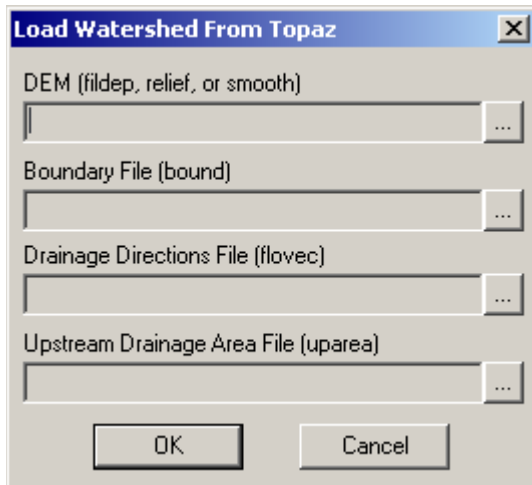 Load Watershed From Topaz
DEM (fildep, relief, or smooth)
...
Boundary File (bound)
...
Drainage Directions File (flovec)
...
Upstream Drainage Area File (uparea)
...
OK Cancel